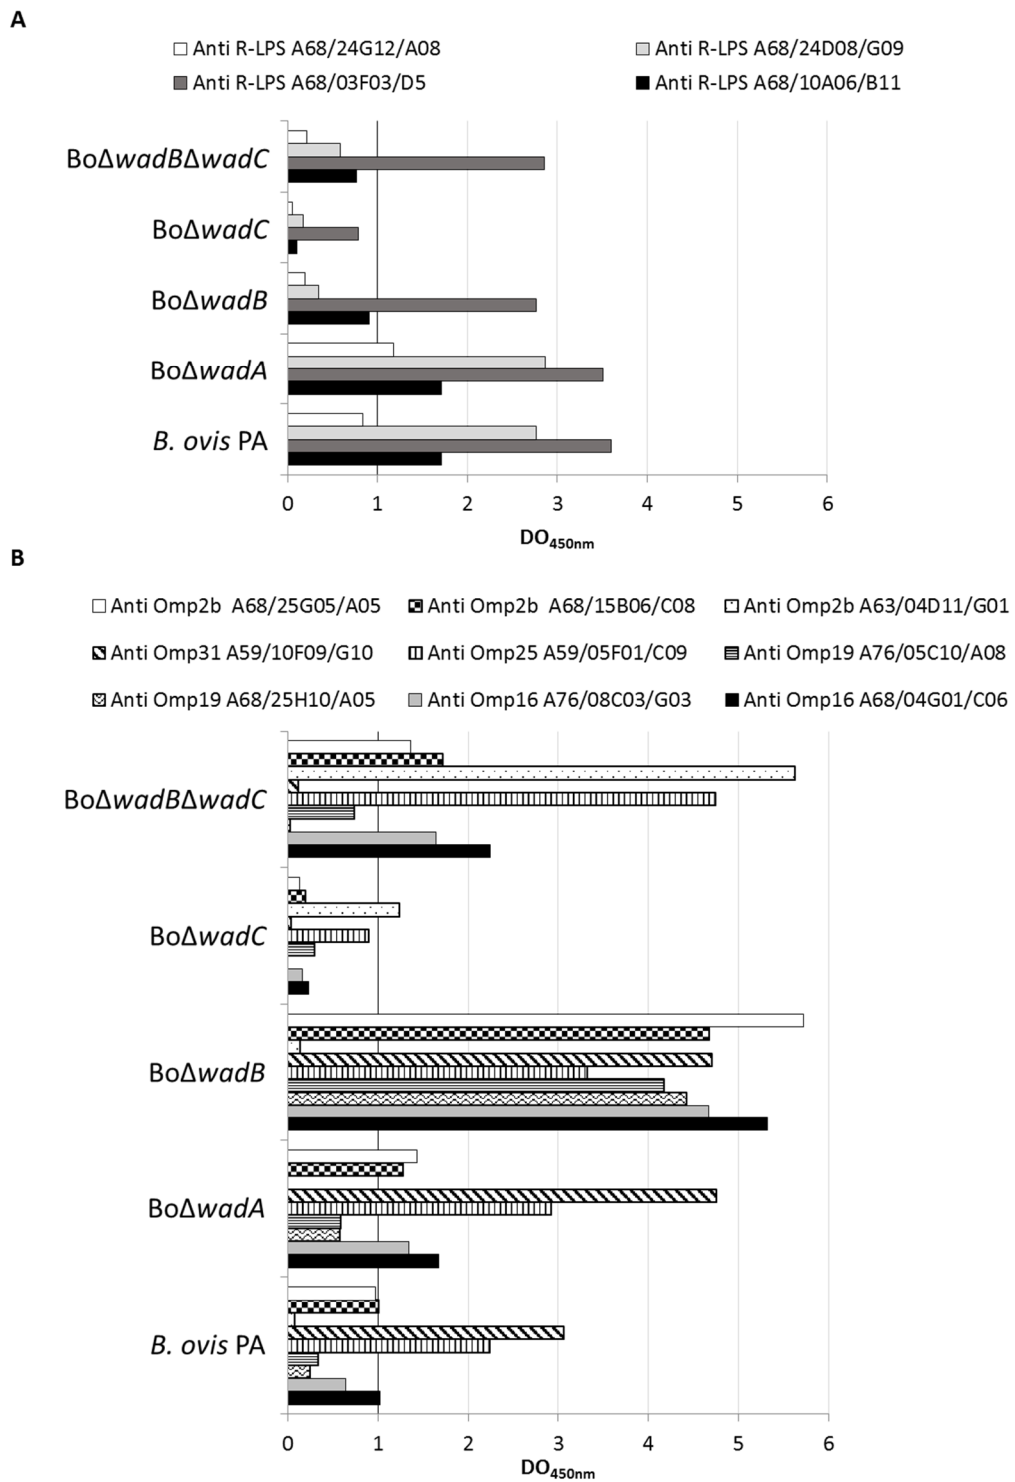 A
Anti R-LPS A68/24G12/A08 Anti R-LPS A68/24D08/G09
Anti R-LPS A68/03F03/D5 Anti R-LPS A68/10A06/B11
BoΔwadBΔwadC
BoΔwadC
BoΔwadB
BoΔwadA
B. ovis PA
0 1 2 3 4 5 6
DO450nm
B
Anti Omp2b A68/25G05/A05 Anti Omp2b A68/15B06/C08 Anti Omp2b A63/04D11/G01
Anti Omp31 A59/10F09/G10 Anti Omp25 A59/05F01/C09 Anti Omp19 A76/05C10/A08
Anti Omp19 A68/25H10/A05 Anti Omp16 A76/08C03/G03 Anti Omp16 A68/04G01/C06
BoΔwadBΔwadC
BoΔwadC
BoΔwadB
BoΔwadA
B. ovis PA
0 1 2 3 4 5 6
DO450nm